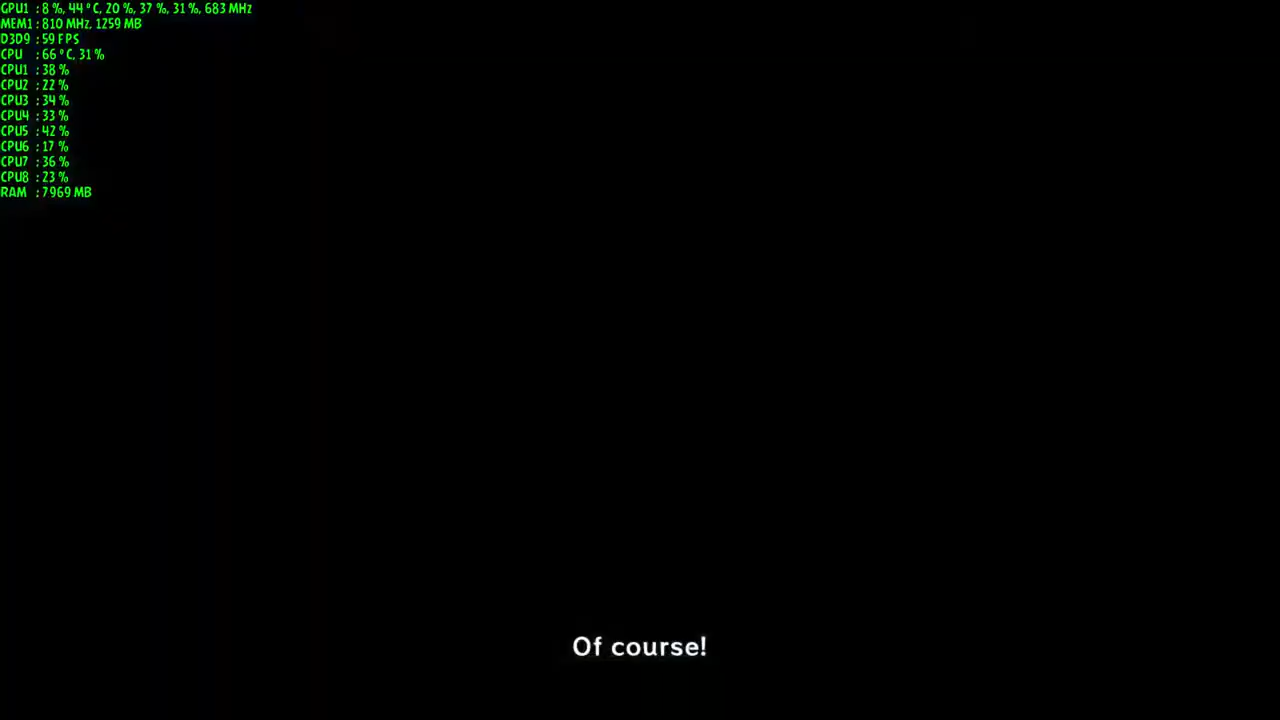 GPU1 : 8 %, 44 °C, 20 %, 37 %, 31 %, 683 MHz
MEM1 : 810 MHz, 1259 MB
D3D9 : 59 FPS
CPU : 66 °C, 31 %
CPU1 : 38 %
CPU2 : 22 %
CPU3 : 34 %
CPU4 : 33 %
CPU5 : 42 %
CPU6 : 17 %
CPU7 : 36 %
CPU8 : 23 %
RAM : 7969 MB
Of course!